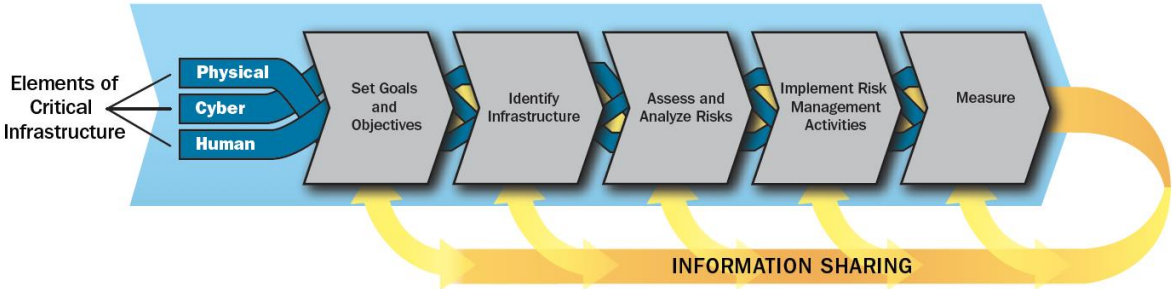 Elements of
Critical
Infrastructure
Physical
Cyber
Human
Set Goals
and
Objectives
Identify
Infrastructure
Assess and
Analyze Risks
Implement Risk
Management
Activities
Measure
INFORMATION SHARING